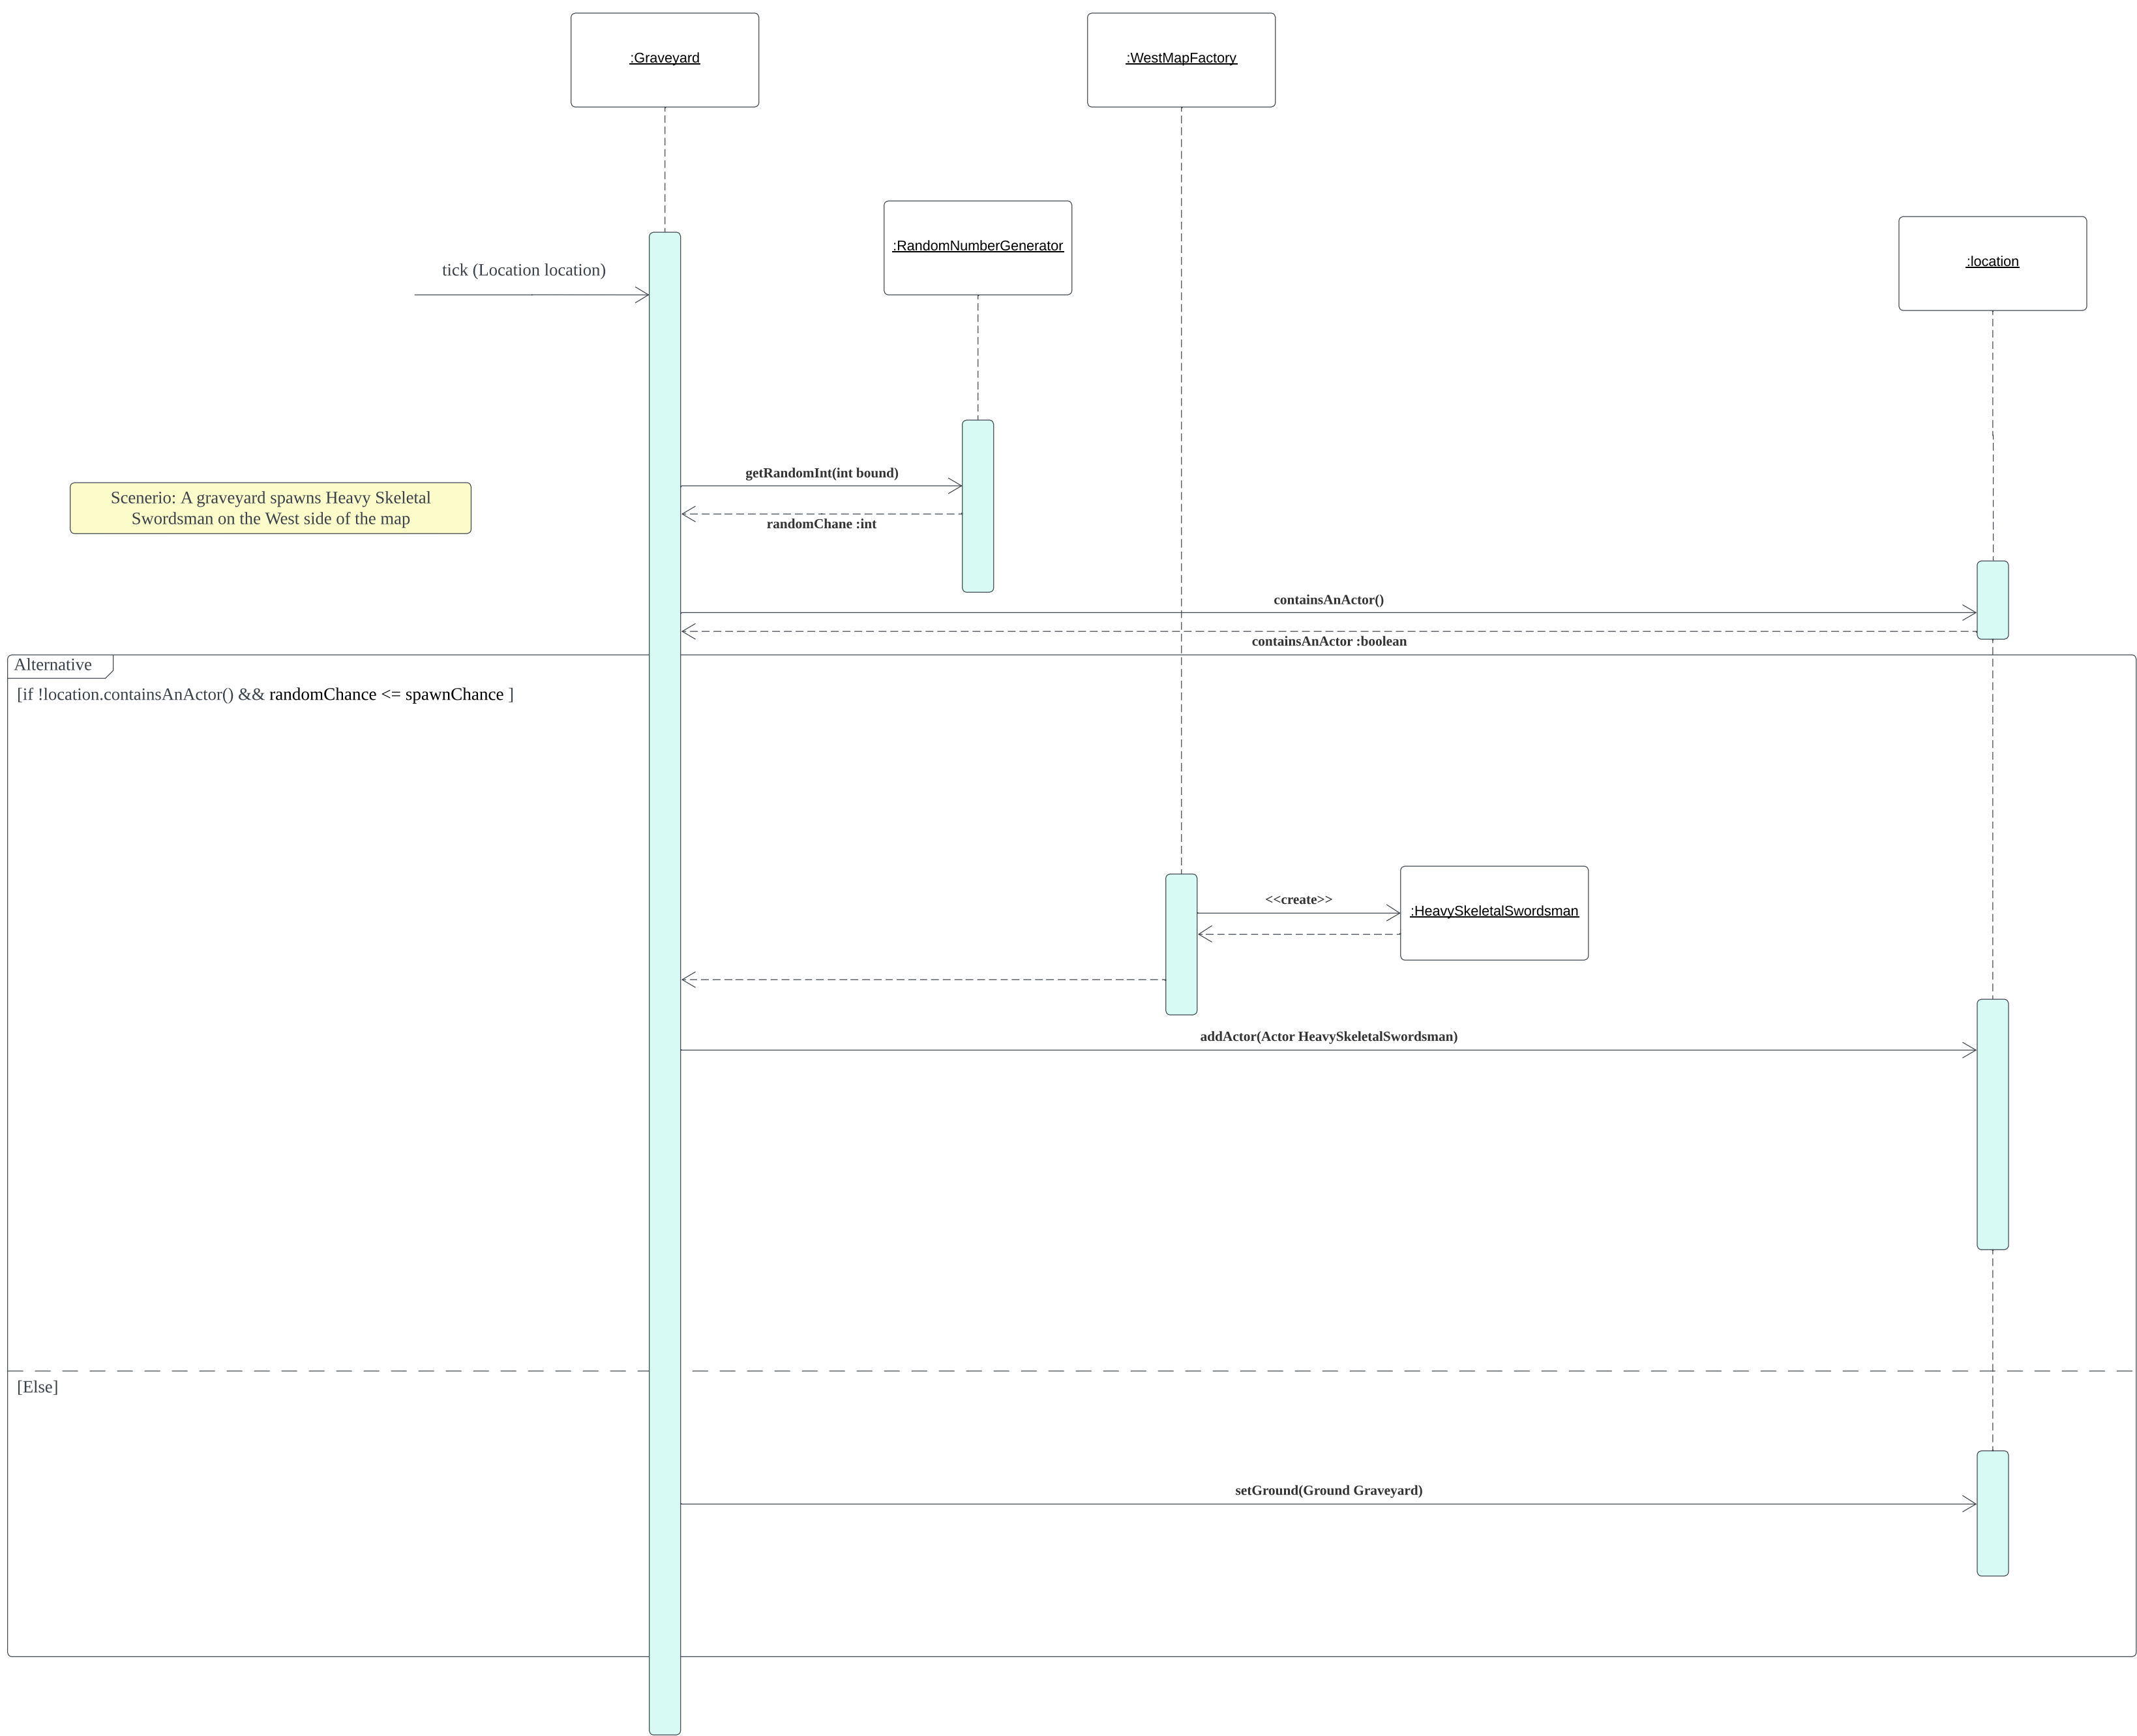 :Graveyard
:WestMapFactory
:RandomNumberGenerator
:location
tick (Location location)
getRandomInt(int bound)
Scenerio: A graveyard spawns Heavy Skeletal
Swordsman on the West side of the map
randomChane :int
containsAnActor()
containsAnActor :boolean
Alternative
[if !location.containsAnActor() && randomChance <= spawnChance ]
<<create>>
:HeavySkeletalSwordsman
addActor(Actor HeavySkeletalSwordsman)
[Else]
setGround(Ground Graveyard)